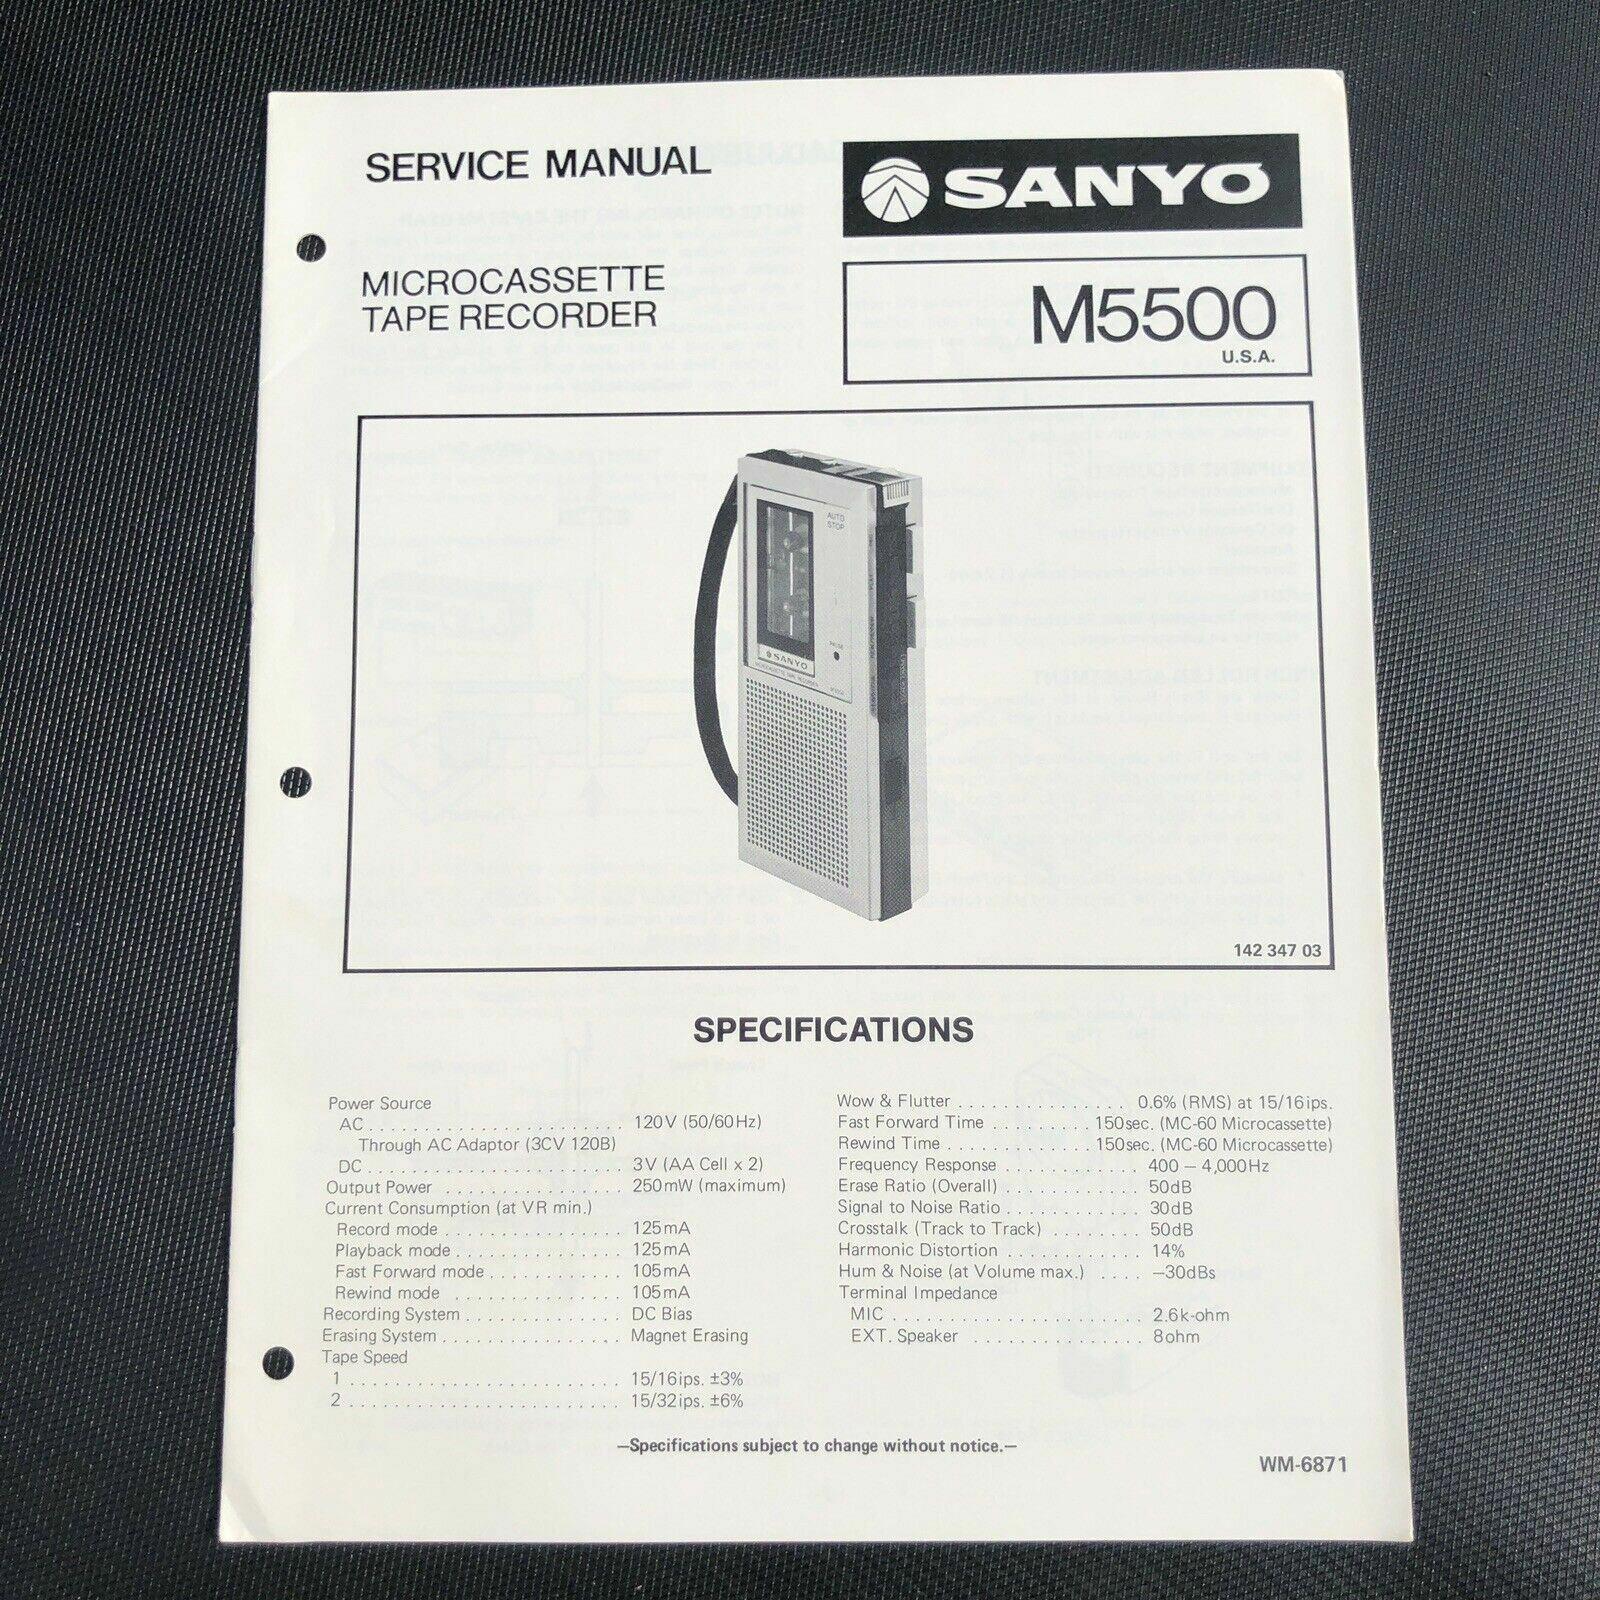 SERVICE MANUAL
SANYO
MICROCASSETTE
TAPE RECORDER
M5500
U.S.A.
AUTO
STOP
PAUSE
SANYO
MICROCASSETTE TAPE RECORDER
M5500
142 347 03
SPECIFICATIONS
Power Source
AC . . . . . . . . . . . . . . . . . . . . . . . . 120V (50/60Hz)
Through AC Adaptor (3CV 120B)
DC . . . . . . . . . . . . . . . . . . . . . . . . 3V (AA Cell x 2)
Output Power . . . . . . . . . . . . . . . . 250mW (maximum)
Current Consumption (at VR min.)
Record mode . . . . . . . . . . . . . . . . 125mA
Playback mode . . . . . . . . . . . . . . . 125mA
Fast Forward mode . . . . . . . . . . . . 105mA
Rewind mode . . . . . . . . . . . . . . . 105mA
Recording System . . . . . . . . . . . . . . DC Bias
Erasing System . . . . . . . . . . . . . . . . Magnet Erasing
Tape Speed
1 . . . . . . . . . . . . . . . . . . . . . . . . . 15/16ips. ±3%
2 . . . . . . . . . . . . . . . . . . . . . . . . . 15/32ips. ±6%
Wow & Flutter . . . . . . . . . . . . . . . 0.6% (RMS) at 15/16ips.
Fast Forward Time . . . . . . . . . . 150sec. (MC-60 Microcassette)
Rewind Time . . . . . . . . . . . . . 150sec. (MC-60 Microcassette)
Frequency Response . . . . . . . . . . . . 400 – 4,000Hz
Erase Ratio (Overall) . . . . . . . . . . . . 50dB
Signal to Noise Ratio . . . . . . . . . . . . 30dB
Crosstalk (Track to Track) . . . . . . . . 50dB
Harmonic Distortion . . . . . . . . . . . . 14%
Hum & Noise (at Volume max.) . . . . –30dBs
Terminal Impedance
MIC . . . . . . . . . . . . . . . . . . . . . . 2.6k-ohm
EXT. Speaker . . . . . . . . . . . . . . 8ohm
–Specifications subject to change without notice.–
WM-6871